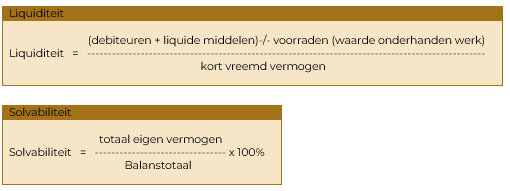 Liquiditeit
(debiteuren + liquide middelen)-/- voorraden (waarde onderhanden werk)
Liquiditeit =
kort vreemd vermogen
Solvabiliteit
totaal eigen vermogen
Solvabiliteit = x 100%
Balanstotaal